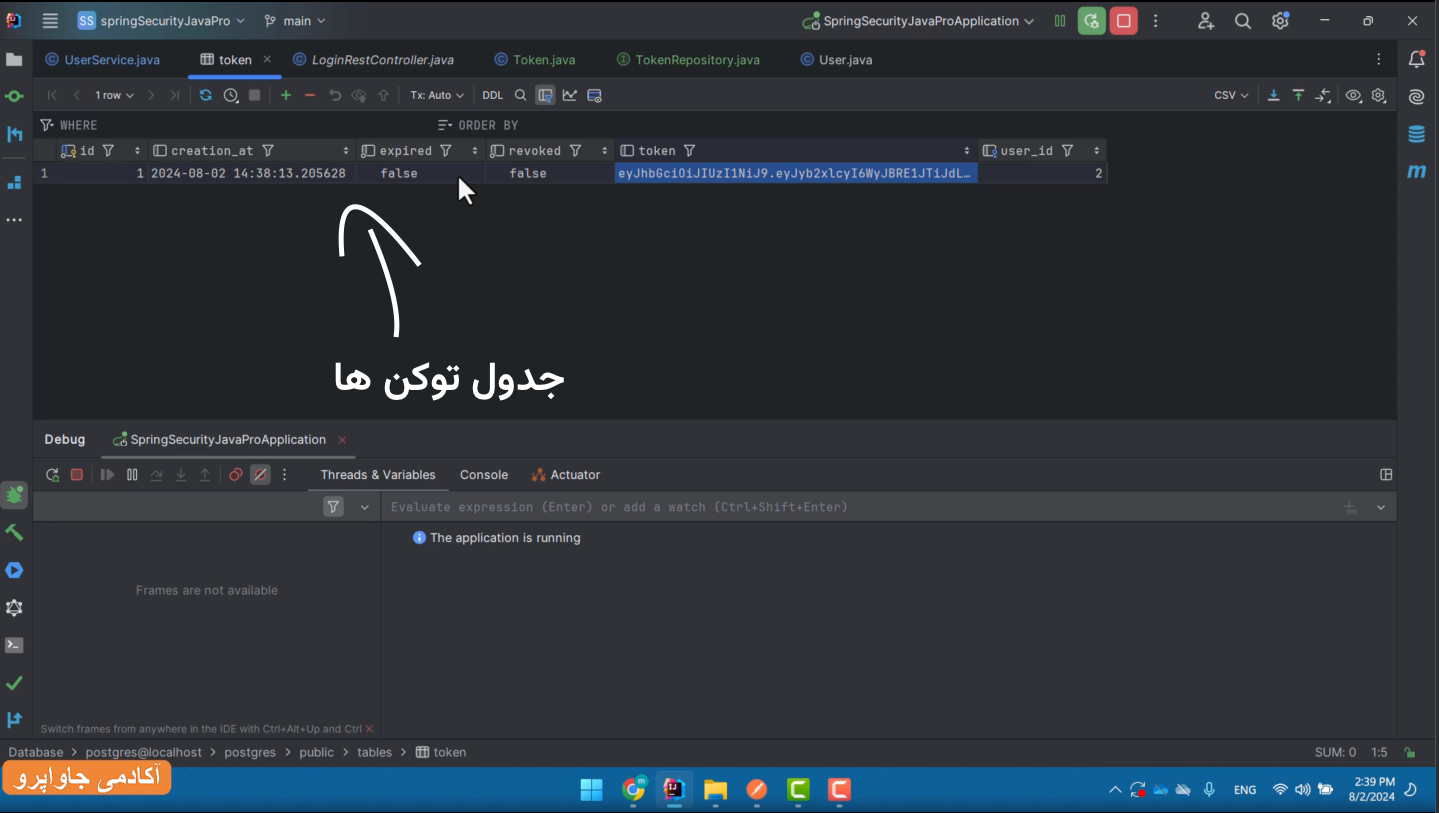 SS springSecurityJavaPro main SpringSecurityJavaProApplication
UserService.java token LoginRestController.java Token.java TokenRepository.java User.java
1 row Tx: Auto DDL CSV
WHERE ORDER BY
id creation_at expired revoked token user_id
1 1 2024-08-02 14:38:13.205628 false false eyJhbGciOiJIUzI1NiJ9.eyJyb2xlcyI6WyJBRE1JTiJdL… 2
جدول توکن ها
Debug SpringSecurityJavaProApplication
Threads & Variables Console Actuator
Evaluate expression (Enter) or add a watch (Ctrl+Shift+Enter)
The application is running
Frames are not available
Switch frames from anywhere in the IDE with Ctrl+Alt+Up and Ctrl
Database > postgres@localhost > postgres > public > tables > token SUM: 0 1:5
آکادمی جاواپرو
ENG 2:39 PM
8/2/2024